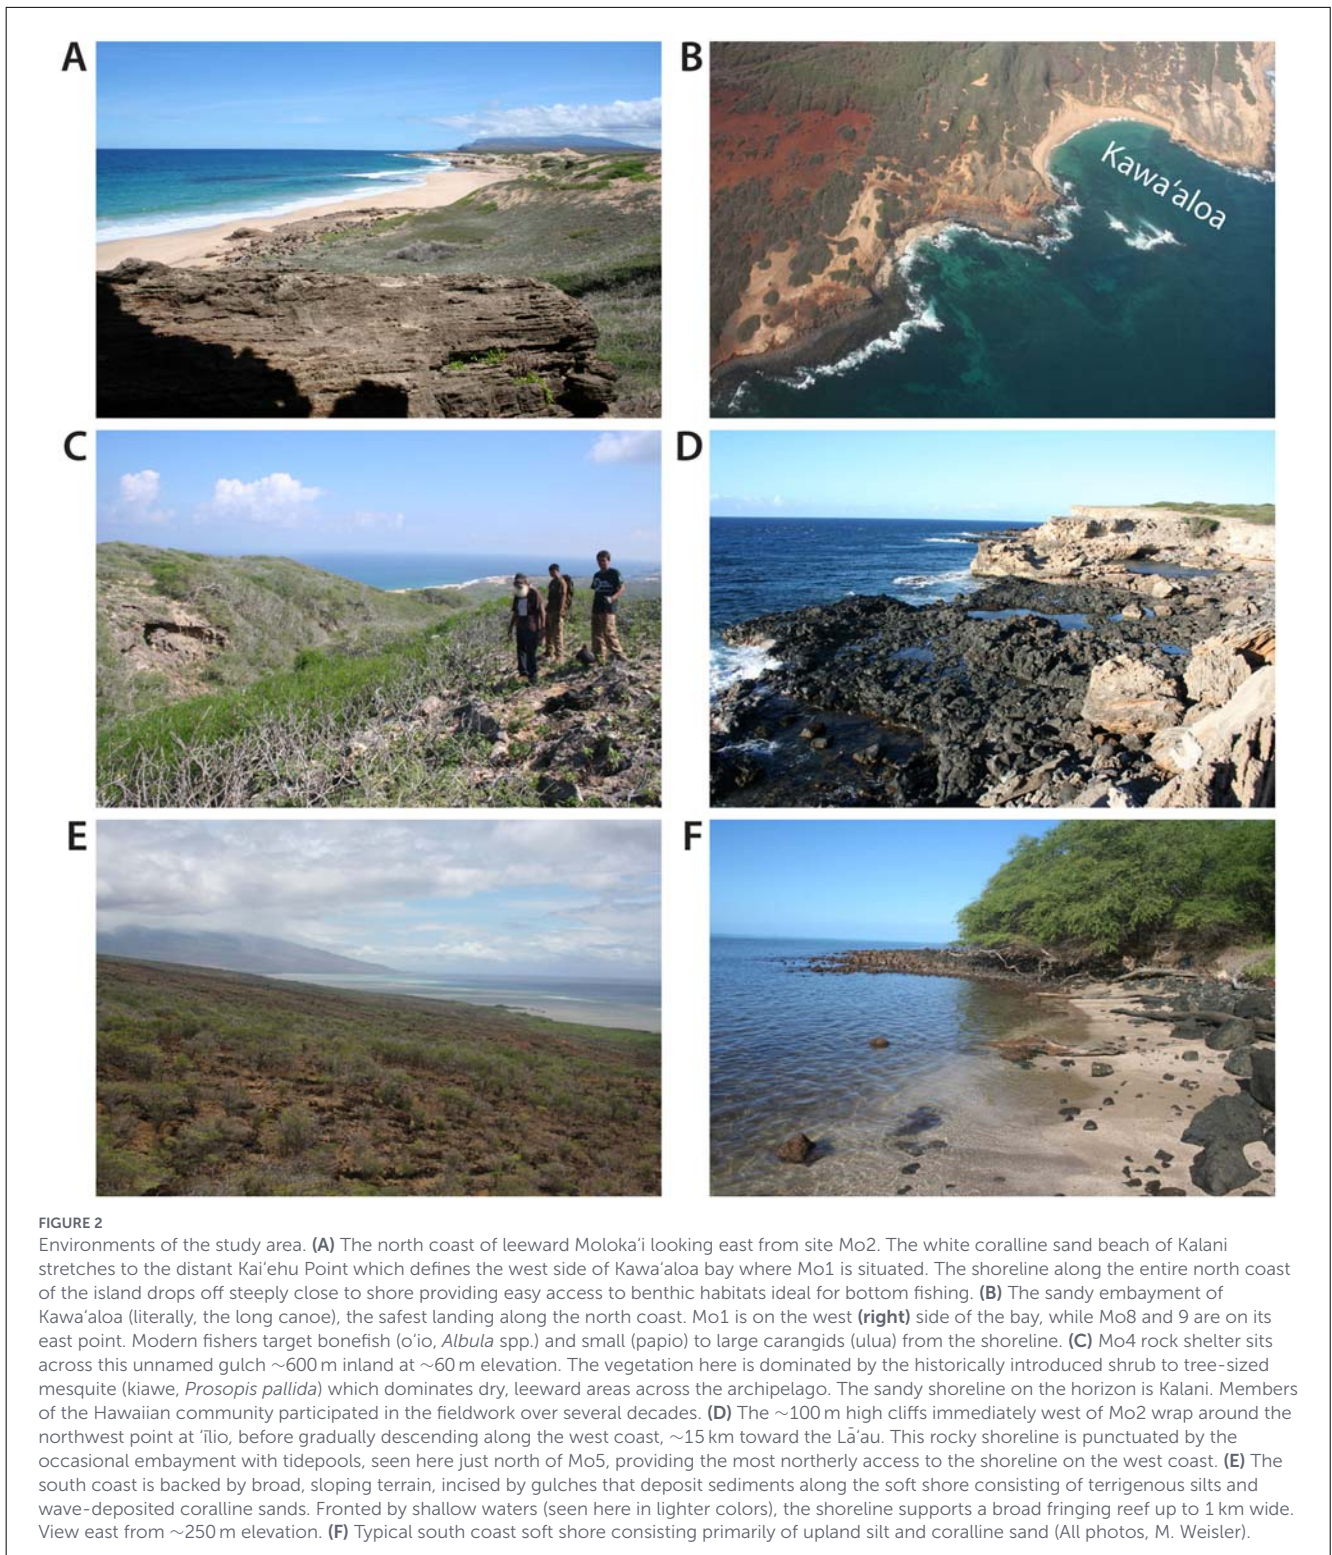 A
B
Kawaʻaloa
C
D
E
F
FIGURE 2
Environments of the study area. (A) The north coast of leeward Molokaʻi looking east from site Mo2. The white coralline sand beach of Kalani
stretches to the distant Kaiʻehu Point which defines the west side of Kawaʻaloa bay where Mo1 is situated. The shoreline along the entire north coast
of the island drops off steeply close to shore providing easy access to benthic habitats ideal for bottom fishing. (B) The sandy embayment of
Kawaʻaloa (literally, the long canoe), the safest landing along the north coast. Mo1 is on the west (right) side of the bay, while Mo8 and 9 are on its
east point. Modern fishers target bonefish (oʻio, Albula spp.) and small (papio) to large carangids (ulua) from the shoreline. (C) Mo4 rock shelter sits
across this unnamed gulch ∼600 m inland at ∼60 m elevation. The vegetation here is dominated by the historically introduced shrub to tree-sized
mesquite (kiawe, Prosopis pallida) which dominates dry, leeward areas across the archipelago. The sandy shoreline on the horizon is Kalani. Members
of the Hawaiian community participated in the fieldwork over several decades. (D) The ∼100 m high cliffs immediately west of Mo2 wrap around the
northwest point at ʻīlio, before gradually descending along the west coast, ∼15 km toward the Lāʻau. This rocky shoreline is punctuated by the
occasional embayment with tidepools, seen here just north of Mo5, providing the most northerly access to the shoreline on the west coast. (E) The
south coast is backed by broad, sloping terrain, incised by gulches that deposit sediments along the soft shore consisting of terrigenous silts and
wave-deposited coralline sands. Fronted by shallow waters (seen here in lighter colors), the shoreline supports a broad fringing reef up to 1 km wide.
View east from ∼250 m elevation. (F) Typical south coast soft shore consisting primarily of upland silt and coralline sand (All photos, M. Weisler).